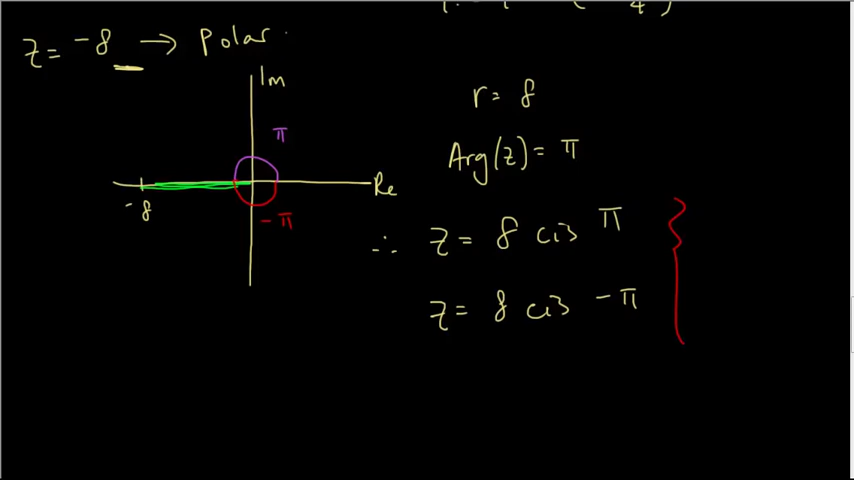 z = -8 → Polar
Im
π
Re
-8
-π
r = 8
Arg(z) = π
∴ z = 8 cis π
z = 8 cis -π